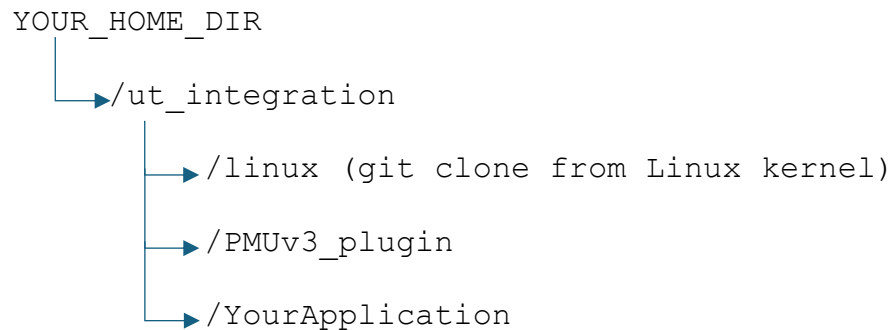 YOUR_HOME_DIR
/ut_integration
/linux (git clone from Linux kernel)
/PMUv3_plugin
/YourApplication